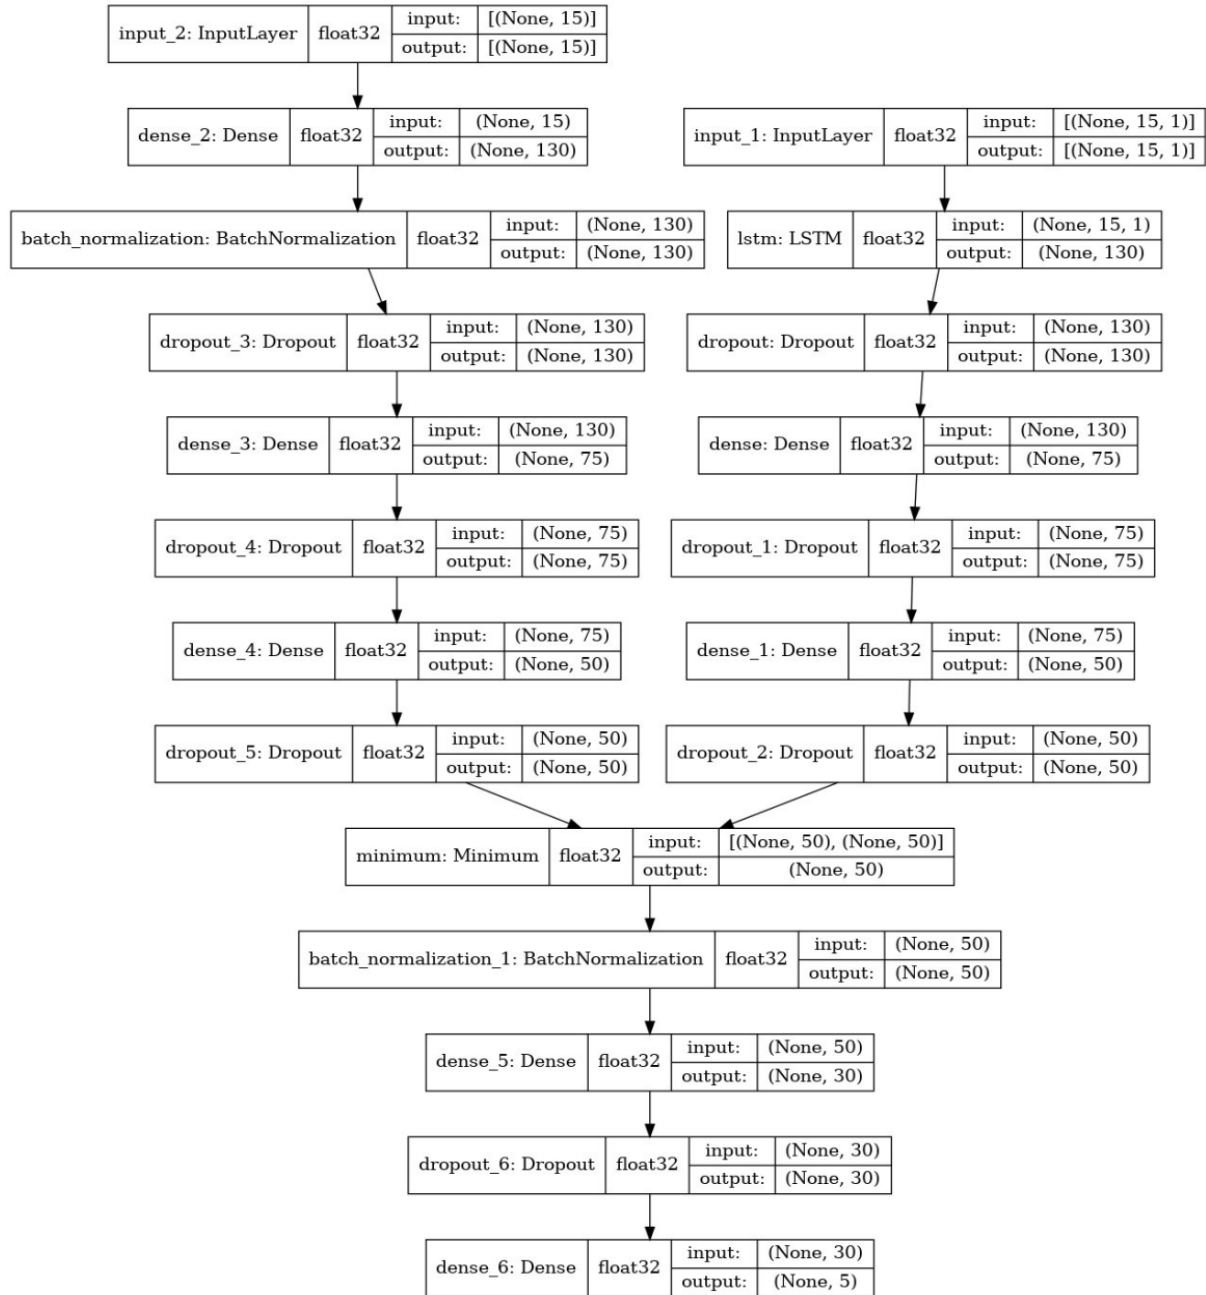 input_2: InputLayer float32 input: [(None, 15)]
output: [(None, 15)]
dense_2: Dense float32 input: (None, 15)
output: (None, 130)
input_1: InputLayer float32 input: [(None, 15, 1)]
output: [(None, 15, 1)]
batch_normalization: BatchNormalization float32 input: (None, 130)
output: (None, 130)
lstm: LSTM float32 input: (None, 15, 1)
output: (None, 130)
dropout_3: Dropout float32 input: (None, 130)
output: (None, 130)
dropout: Dropout float32 input: (None, 130)
output: (None, 130)
dense_3: Dense float32 input: (None, 130)
output: (None, 75)
dense: Dense float32 input: (None, 130)
output: (None, 75)
dropout_4: Dropout float32 input: (None, 75)
output: (None, 75)
dropout_1: Dropout float32 input: (None, 75)
output: (None, 75)
dense_4: Dense float32 input: (None, 75)
output: (None, 50)
dense_1: Dense float32 input: (None, 75)
output: (None, 50)
dropout_5: Dropout float32 input: (None, 50)
output: (None, 50)
dropout_2: Dropout float32 input: (None, 50)
output: (None, 50)
minimum: Minimum float32 input: [(None, 50), (None, 50)]
output: (None, 50)
batch_normalization_1: BatchNormalization float32 input: (None, 50)
output: (None, 50)
dense_5: Dense float32 input: (None, 50)
output: (None, 30)
dropout_6: Dropout float32 input: (None, 30)
output: (None, 30)
dense_6: Dense float32 input: (None, 30)
output: (None, 5)